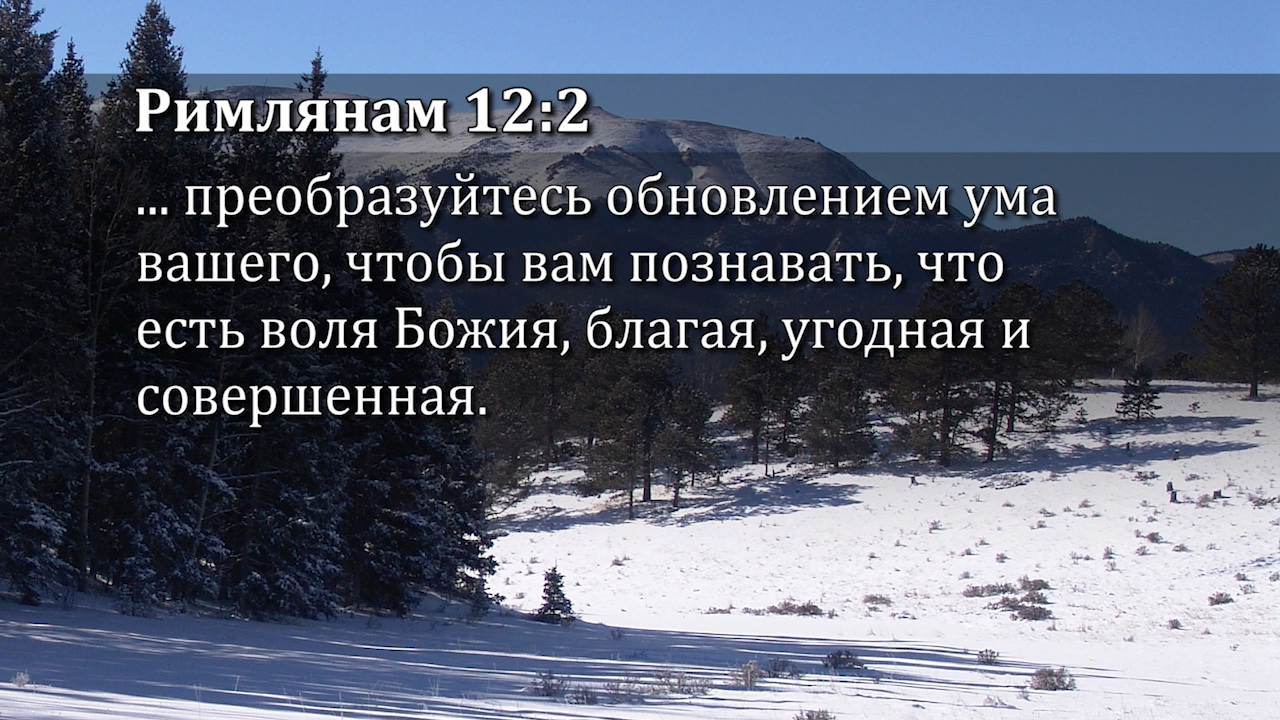 Римлянам 12:2
... преобразуйтесь обновлением ума
вашего, чтобы вам познавать, что
есть воля Божия, благая, угодная и
совершенная.